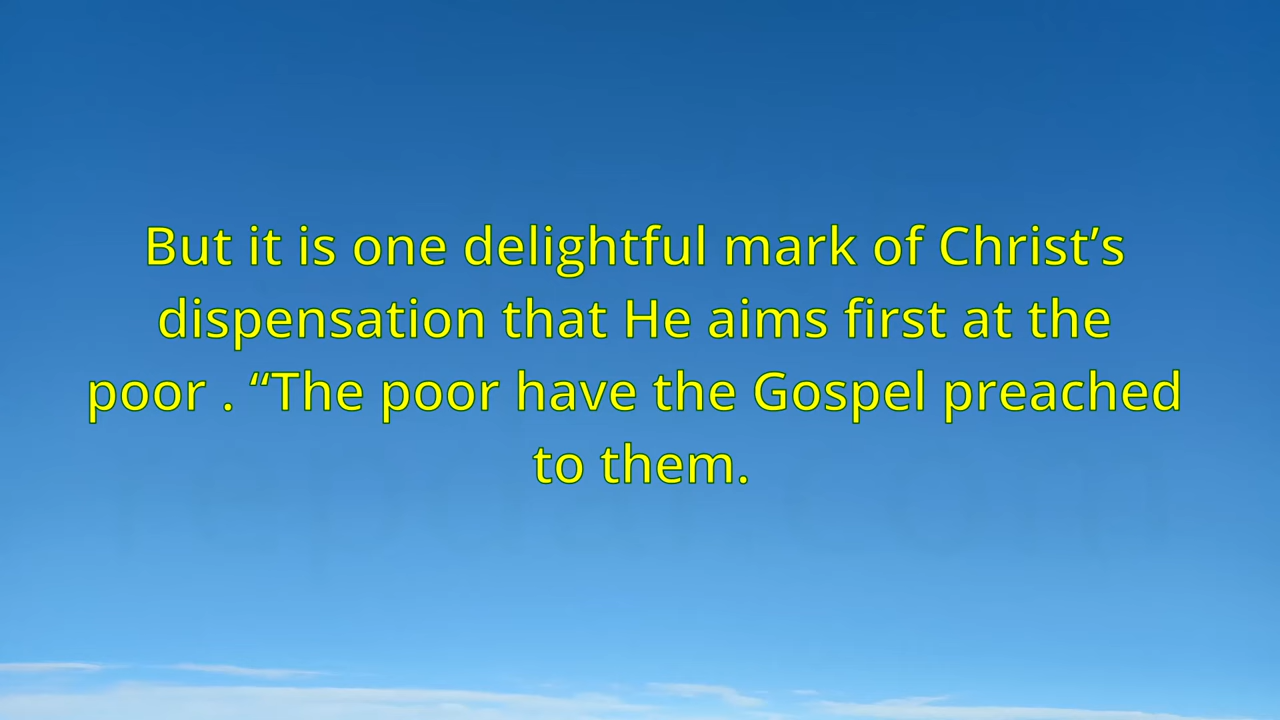 But it is one delightful mark of Christ’s
dispensation that He aims first at the
poor . “The poor have the Gospel preached
to them.